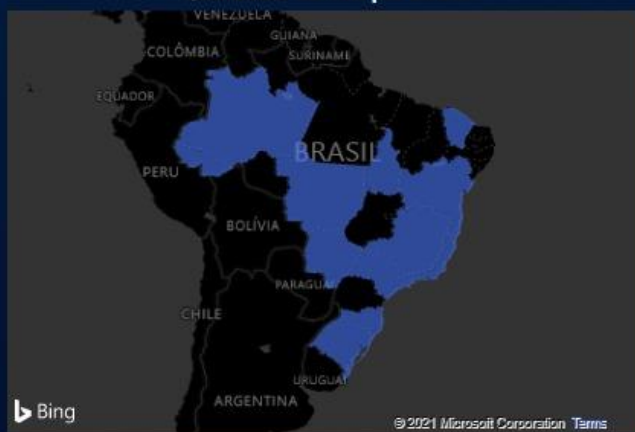 VENEZUELA
GUIANA
COLÔMBIA
SURINAME
EQUADOR
BRASIL
PERU
BOLÍVIA
PARAGUAI
CHILE
URUGUAI
ARGENTINA
Bing
© 2021 Microsoft Corporation Terms